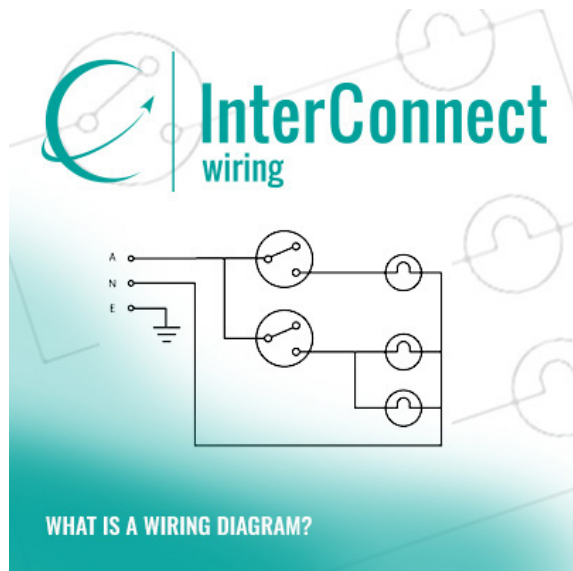 InterConnect
wiring
A
N
E
WHAT IS A WIRING DIAGRAM?